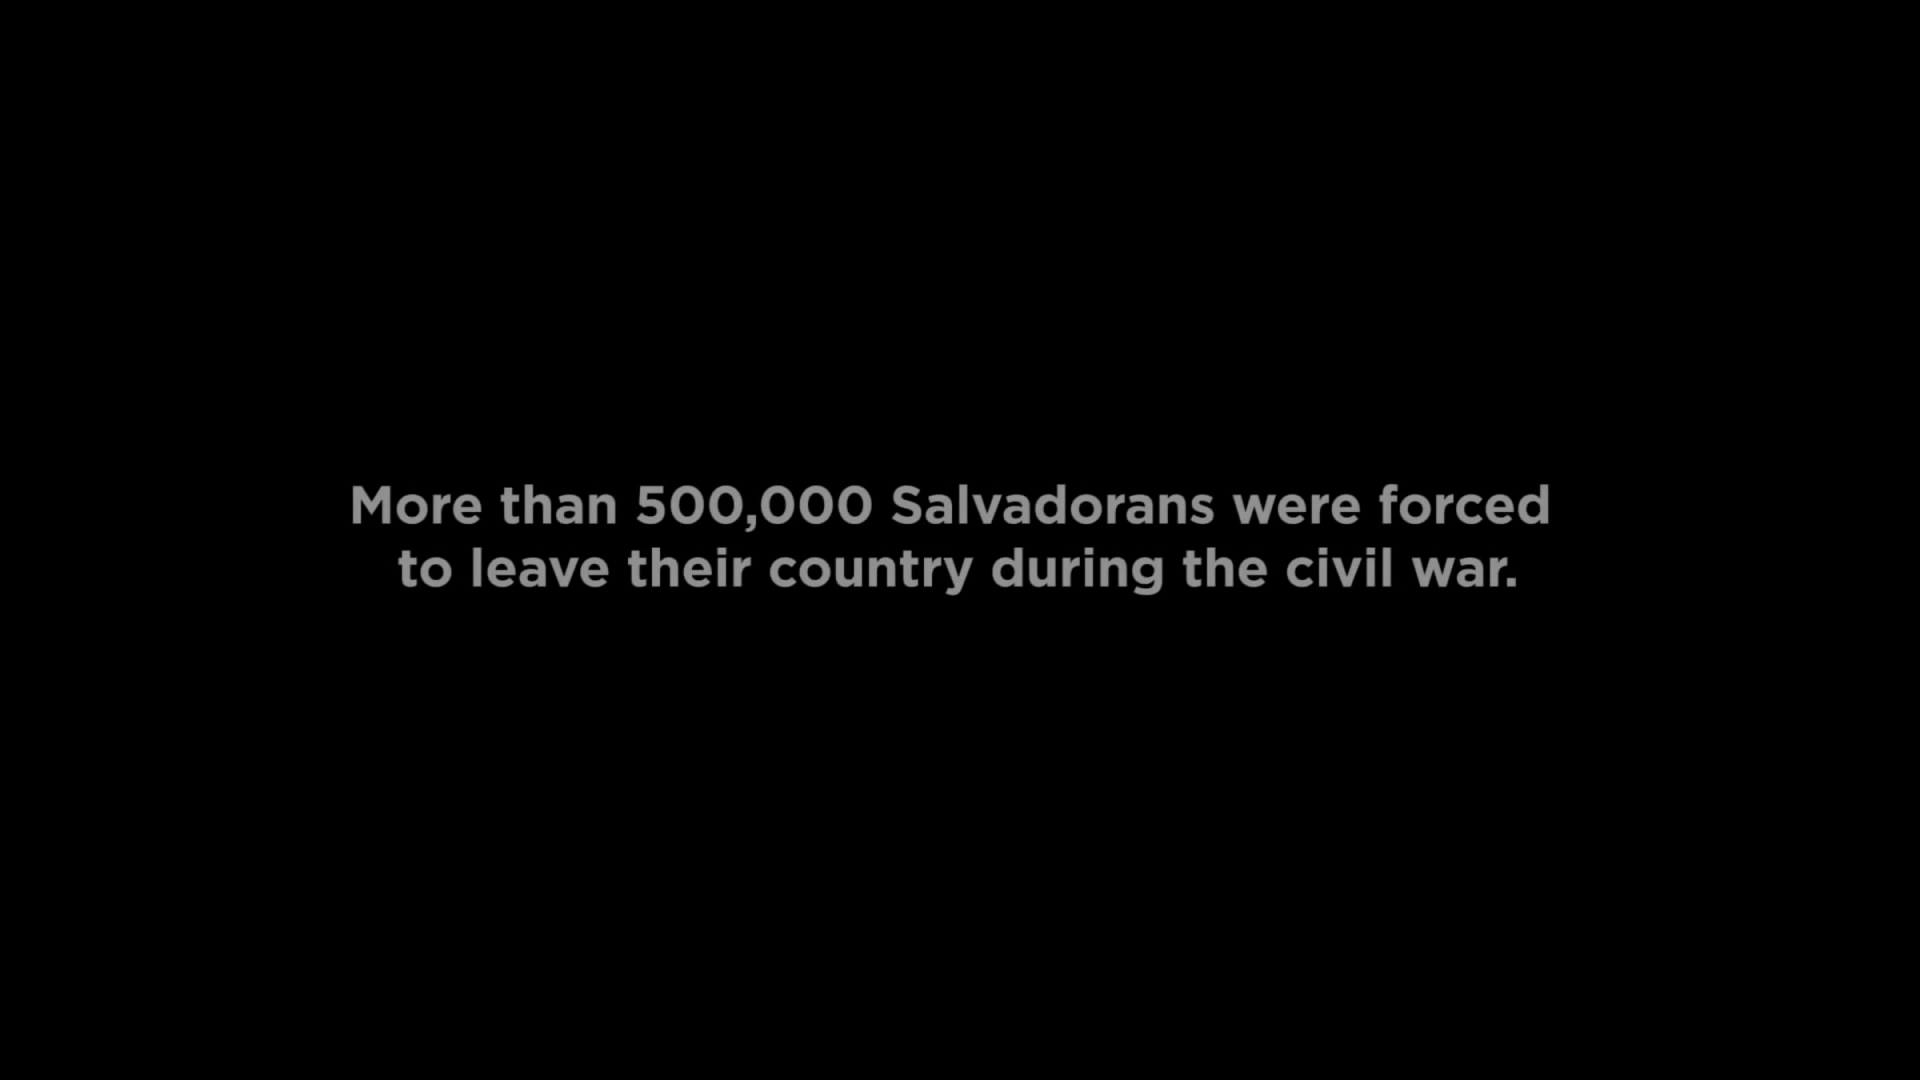 More than 500,000 Salvadorans were forced
to leave their country during the civil war.